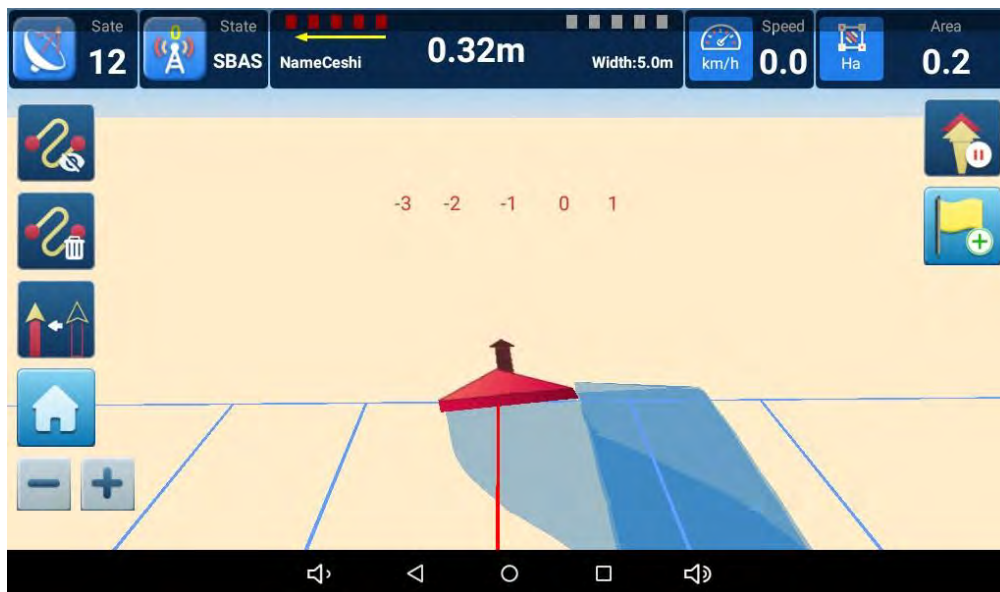 Sate
12
0
State
SBAS
NameCeshi
0.32m
Width:5.0m
km/h
Speed
0.0
Ha
Area
0.2
-3 -2 -1 0 1